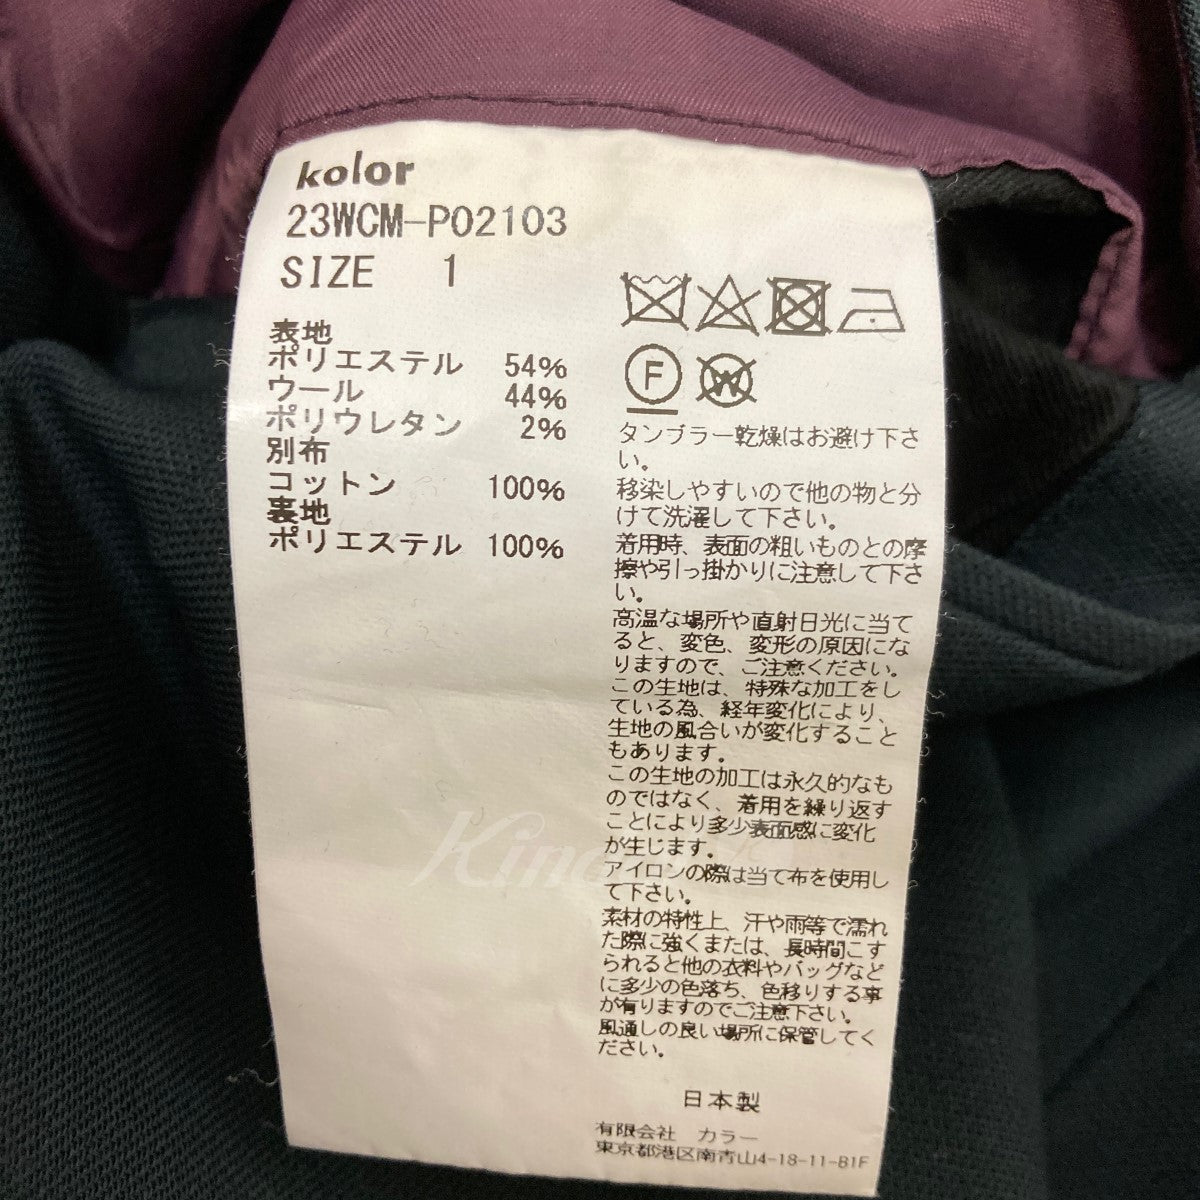 kolor
23WCM-P02103
SIZE 1
表地
ポリエステル 54%
ウール 44%
ポリウレタン 2%
別布
コットン 100%
裏地
ポリエステル 100%
F
W
タンブラー乾燥はお避け下さ
い。
移染しやすいので他の物と分
けて洗濯して下さい。
着用時、表面の粗いものとの摩
擦や引っ掛かりに注意して下さ
い。
高温な場所や直射日光に当て
ると、変色、変形の原因にな
りますので、ご注意ください。
この生地は、特殊な加工をし
ている為、経年変化により、
生地の風合いが変化すること
もあります。
この生地の加工は永久的なも
のではなく、着用を繰り返す
ことにより多少表面感に変化
が生じます。
アイロンの際は当て布を使用し
て下さい。
素材の特性上、汗や雨等で濡れ
た際に強くまたは、長時間こす
られると他の衣料やバッグなど
に多少の色落ち、色移りする事
が有りますのでご注意下さい。
風通しの良い場所に保管してく
ださい。
日本製
有限会社 カラー
東京都港区南青山4-18-11-B1F